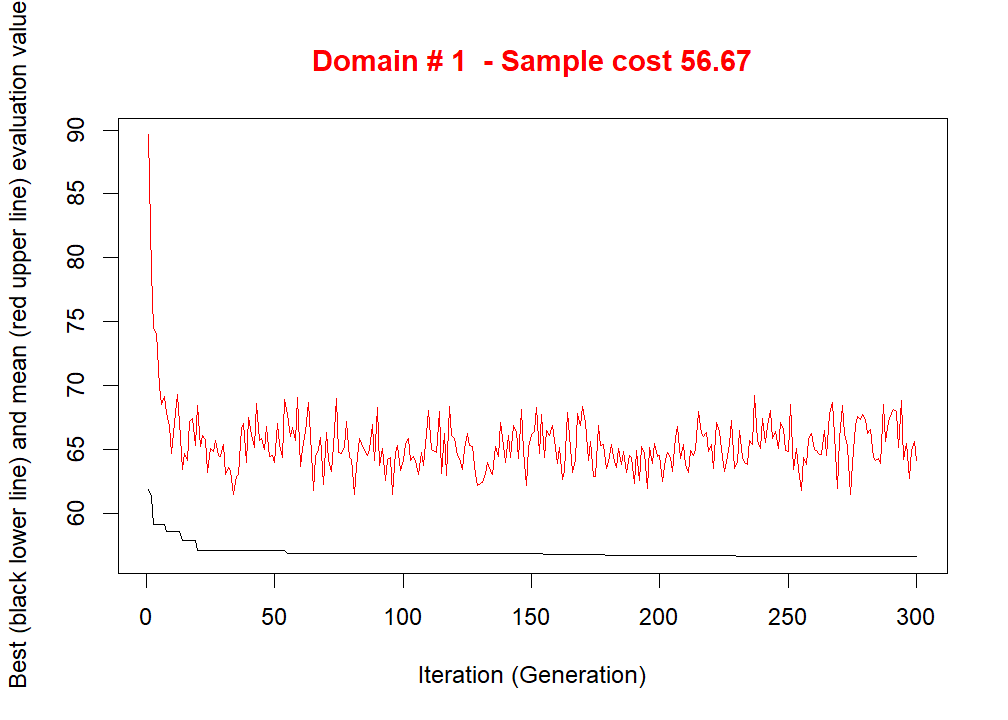 Domain # 1  - Sample cost 56.67
Best (black lower line) and mean (red upper line) evaluation value
90
85
80
75
70
65
60
0 50 100 150 200 250 300
Iteration (Generation)